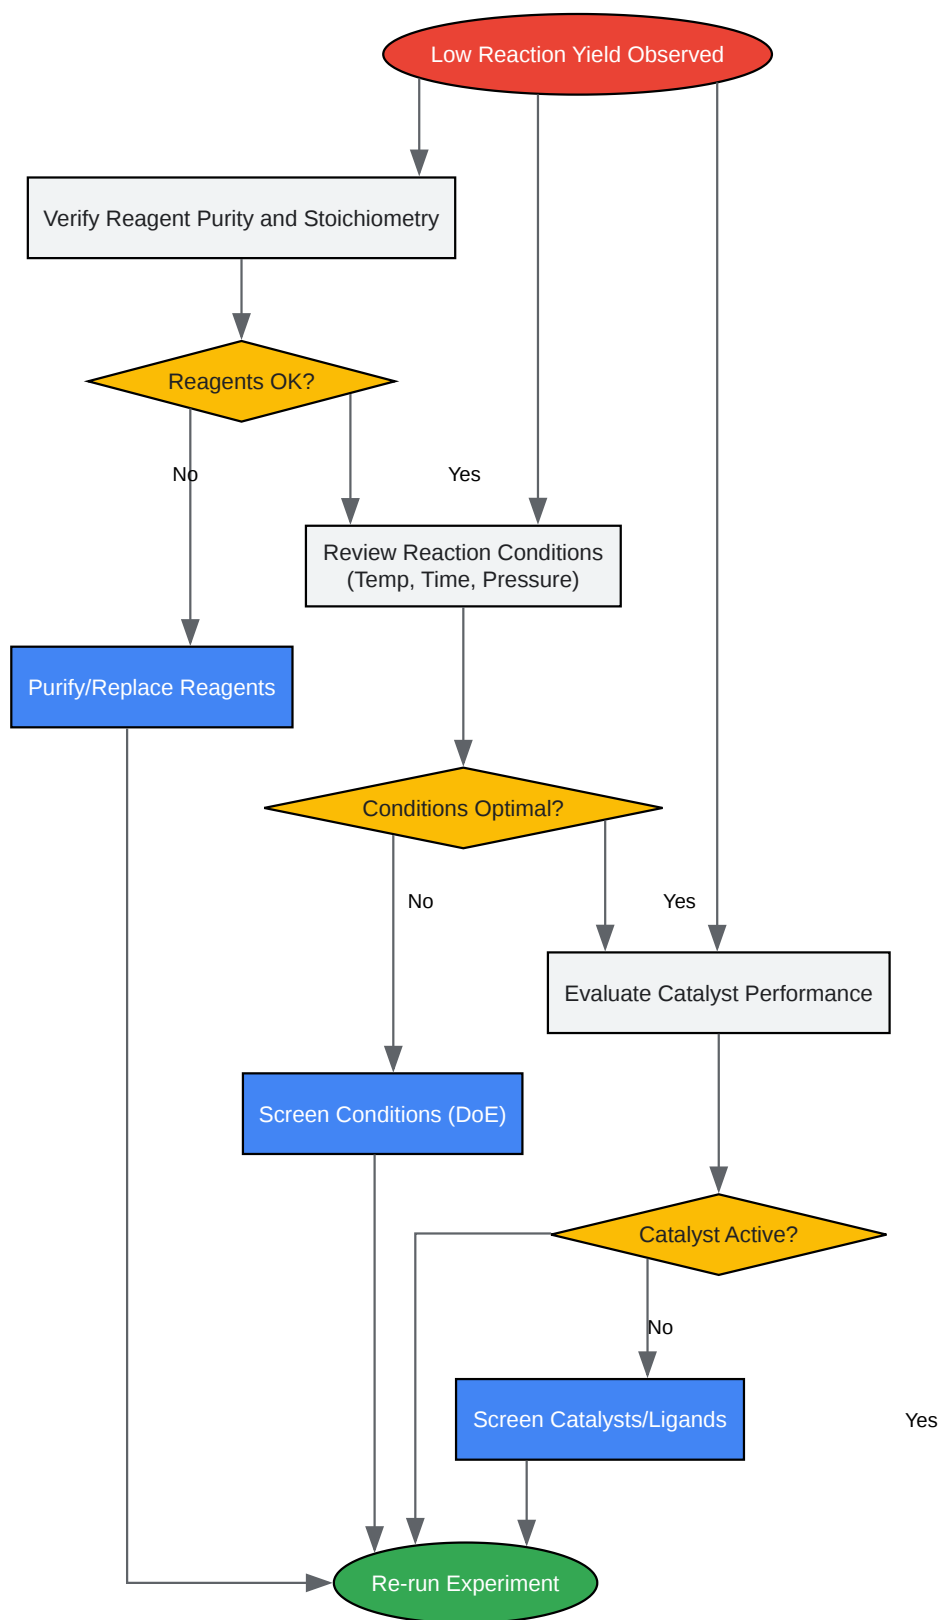 Low Reaction Yield Observed
Verify Reagent Purity and Stoichiometry
Reagents OK?
No
Yes
Review Reaction Conditions
(Temp, Time, Pressure)
Purify/Replace Reagents
Conditions Optimal?
No
Yes
Evaluate Catalyst Performance
Screen Conditions (DoE)
Catalyst Active?
No
Screen Catalysts/Ligands
Yes
Re-run Experiment